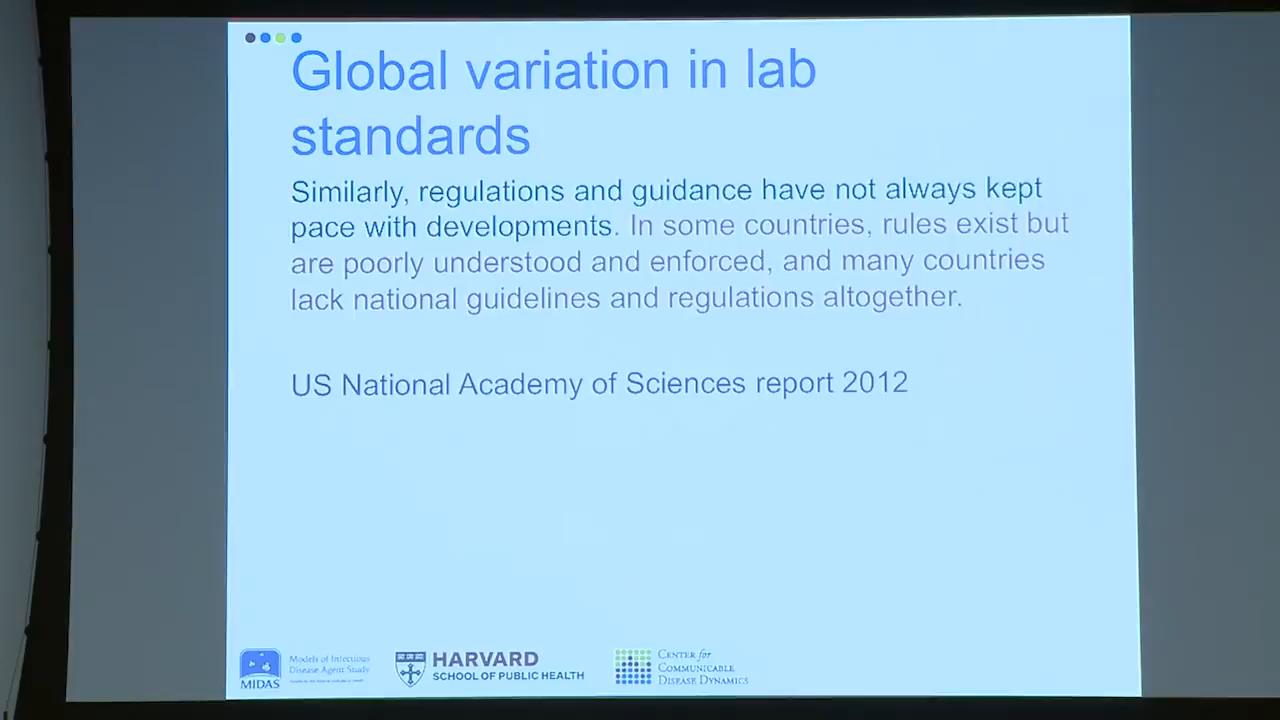 Global variation in lab
standards
Similarly, regulations and guidance have not always kept
pace with developments. In some countries, rules exist but
are poorly understood and enforced, and many countries
lack national guidelines and regulations altogether.
US National Academy of Sciences report 2012
MIDAS
Models of Infectious
Disease Agent Study
HARVARD
SCHOOL OF PUBLIC HEALTH
CENTER for
COMMUNICABLE
DISEASE DYNAMICS